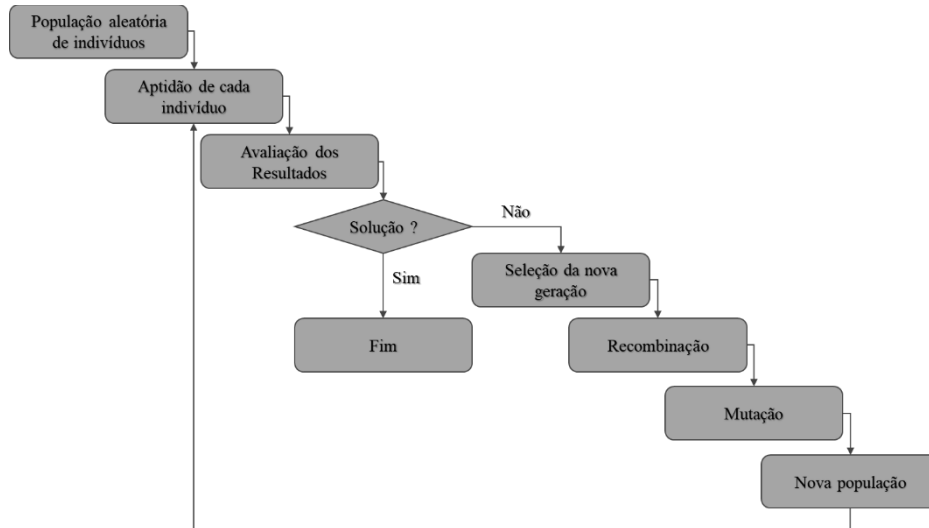 População aleatória
de indivíduos
Aptidão de cada
indivíduo
Avaliação dos
Resultados
Solução ?
Não
Sim
Seleção da nova
geração
Fim
Recombinação
Mutação
Nova população